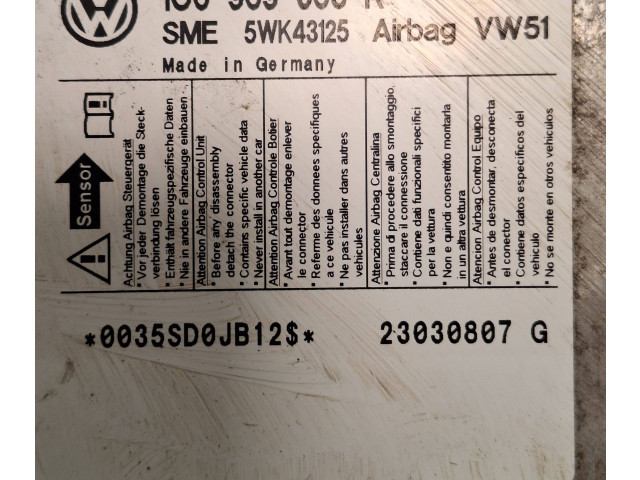 SME 5WK43125 Airbag VW51
Made in Germany
Sensor
Achtung Airbag Steuergerät
• Vor jeder Demontage die Steck-
verbindung lösen
• Enthält fahrzeugspezifische Daten
• Nie in andere Fahrzeuge einbauen
Attention Airbag Control Unit
• Before any disassembly
detach the connector
• Contains specific vehicle data
• Never install in another car
Attention Airbag Controle Botier
• Avant tout demontage enlever
le connector
• Referme des donnees specifiques
a ce vehicule
• Ne pas installer dans autres
vehicules
Attenzione Airbag Centralina
• Prima di procedere allo smontaggio,
staccare il connessione
• Contiene dati funzionali specifici
per la vettura
• Non e quindi consentito montarla
in un altra vettura
Atencion Airbag Control Equipo
• Antes de desmontar, desconecta
el conector
• Contiene datos especificos del
vehiculo
• No se monte en otros vehiculos
*0035SD0JB12$* 23030807 G